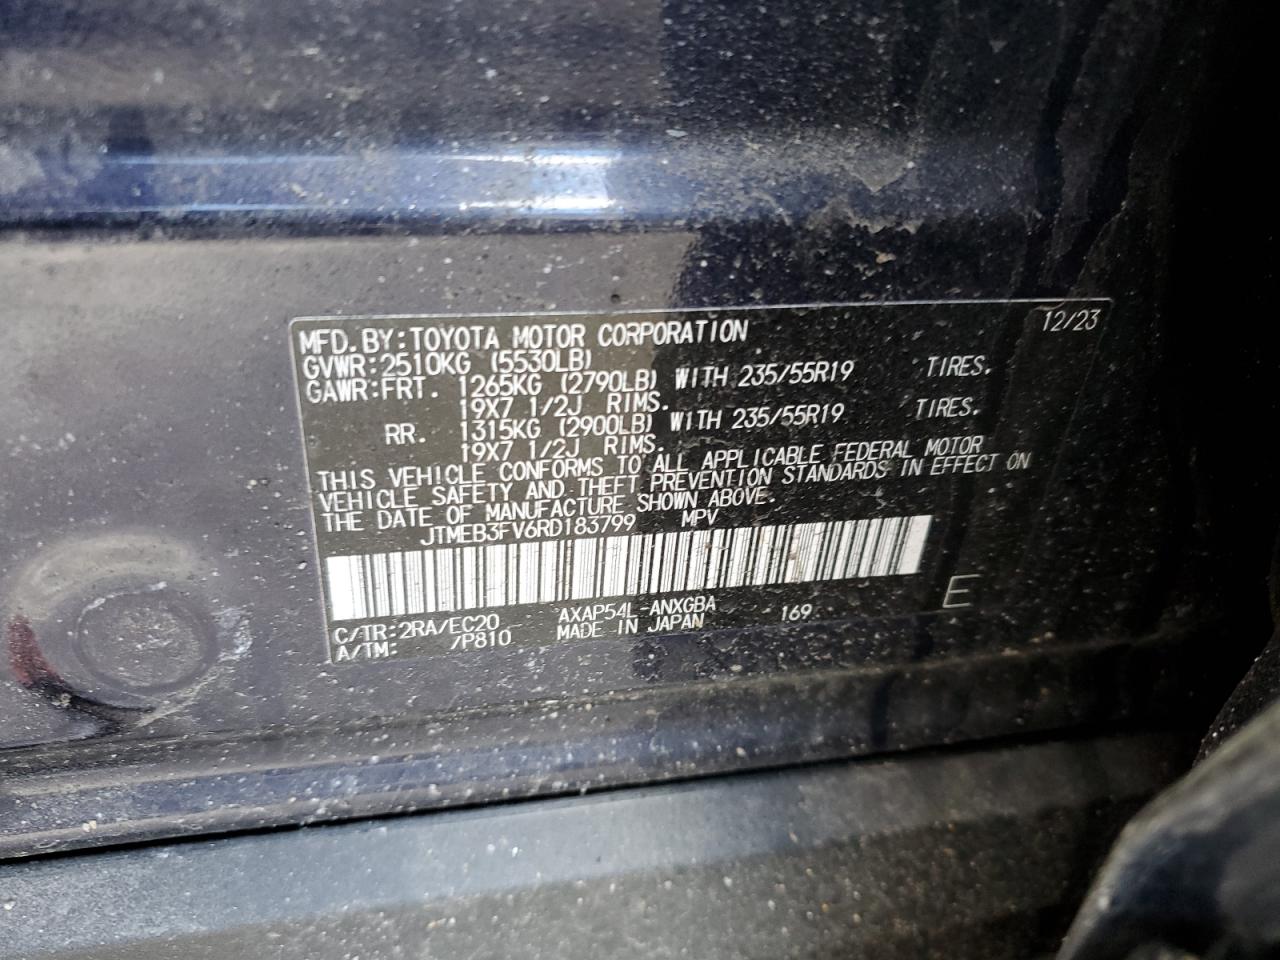 MFD. BY: TOYOTA MOTOR CORPORATION 12/23
GVWR: 2510KG (5530LB)
GAWR: FRT. 1265KG (2790LB) WITH 235/55R19 TIRES.
19X7 1/2J RIMS.
RR. 1315KG (2900LB) WITH 235/55R19 TIRES.
19X7 1/2J RIMS.
THIS VEHICLE CONFORMS TO ALL APPLICABLE FEDERAL MOTOR
VEHICLE SAFETY AND THEFT PREVENTION STANDARDS IN EFFECT ON
THE DATE OF MANUFACTURE SHOWN ABOVE.
JTMEB3FV6RD183799 MPV
E
C/TR: 2RA/EC20 AXAP54L-ANXGBA 169
A/TM: /P810 MADE IN JAPAN